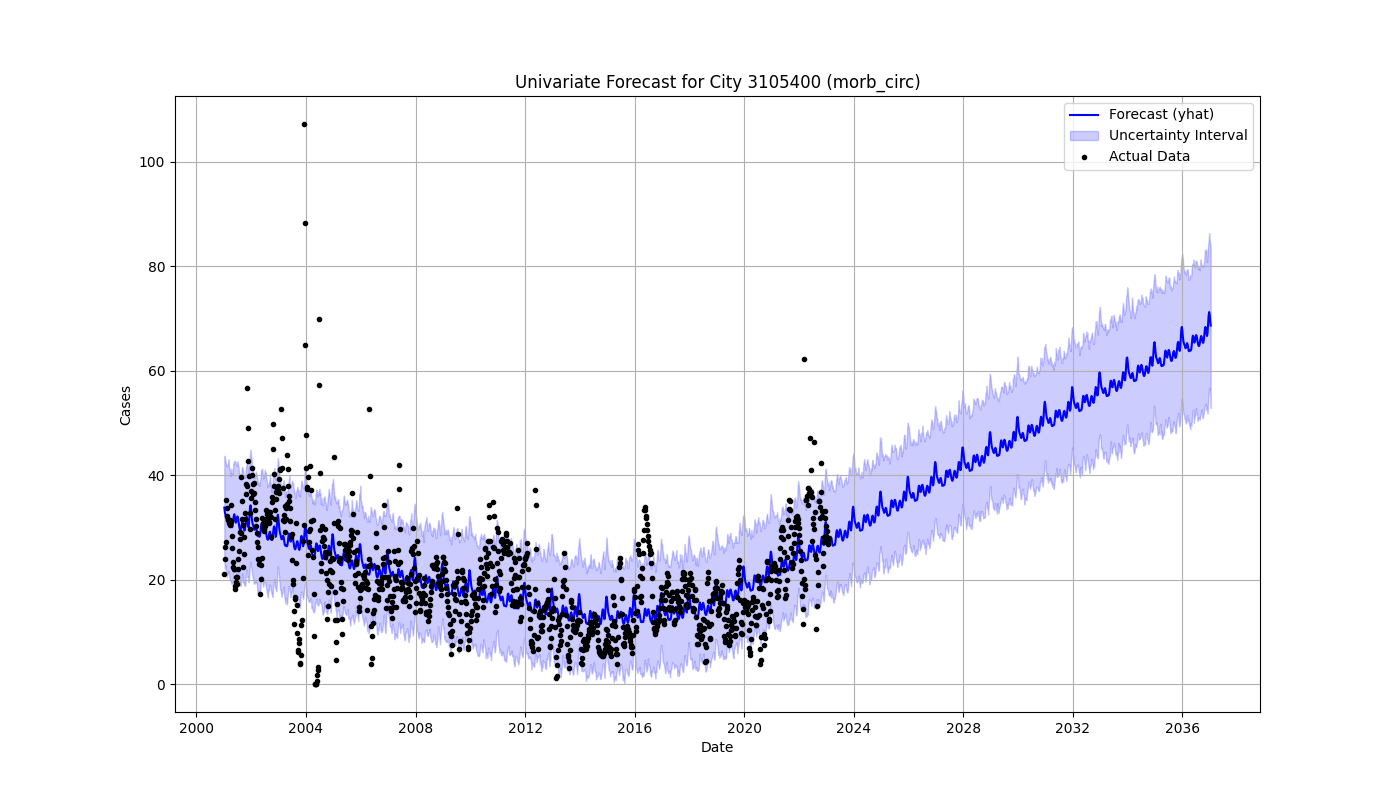 Univariate Forecast for City 3105400 (morb_circ)
Forecast (yhat)
Uncertainty Interval
Actual Data
Cases
100
80
60
40
20
0
2000 2004 2008 2012 2016 2020 2024 2028 2032 2036
Date